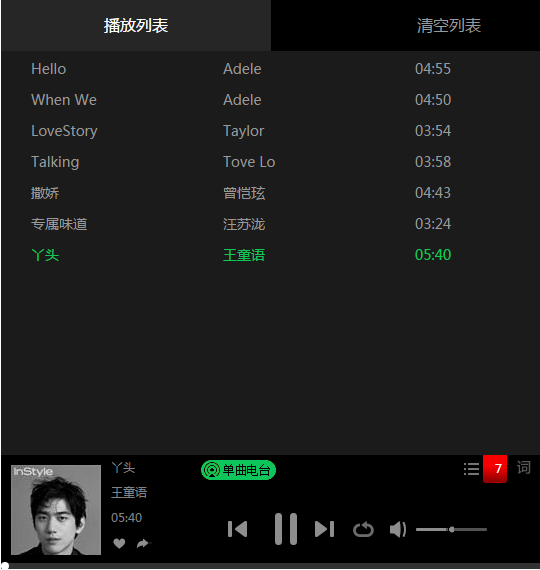 播放列表 清空列表
Hello Adele 04:55
When We Adele 04:50
LoveStory Taylor 03:54
Talking Tove Lo 03:58
撒娇 曾恺玹 04:43
专属味道 汪苏泷 03:24
丫头 王童语 05:40
InStyle
丫头
王童语
05:40
单曲电台
7 词